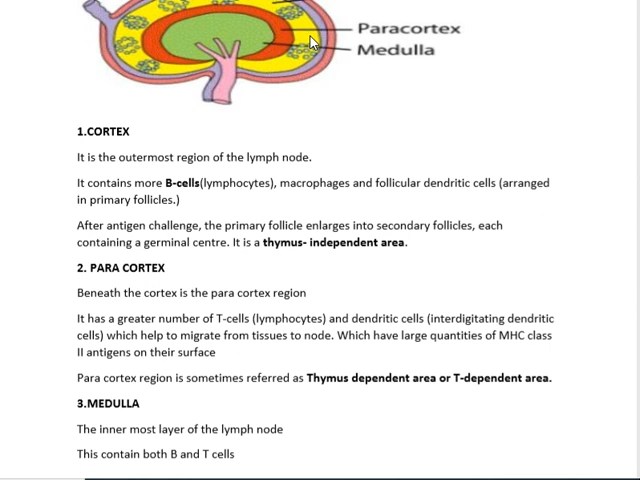 Paracortex
Medulla
1.CORTEX
It is the outermost region of the lymph node.
It contains more B-cells(lymphocytes), macrophages and follicular dendritic cells (arranged
in primary follicles.)
After antigen challenge, the primary follicle enlarges into secondary follicles, each
containing a germinal centre. It is a thymus- independent area.
2. PARA CORTEX
Beneath the cortex is the para cortex region
It has a greater number of T-cells (lymphocytes) and dendritic cells (interdigitating dendritic
cells) which help to migrate from tissues to node. Which have large quantities of MHC class
II antigens on their surface
Para cortex region is sometimes referred as Thymus dependent area or T-dependent area.
3.MEDULLA
The inner most layer of the lymph node
This contain both B and T cells